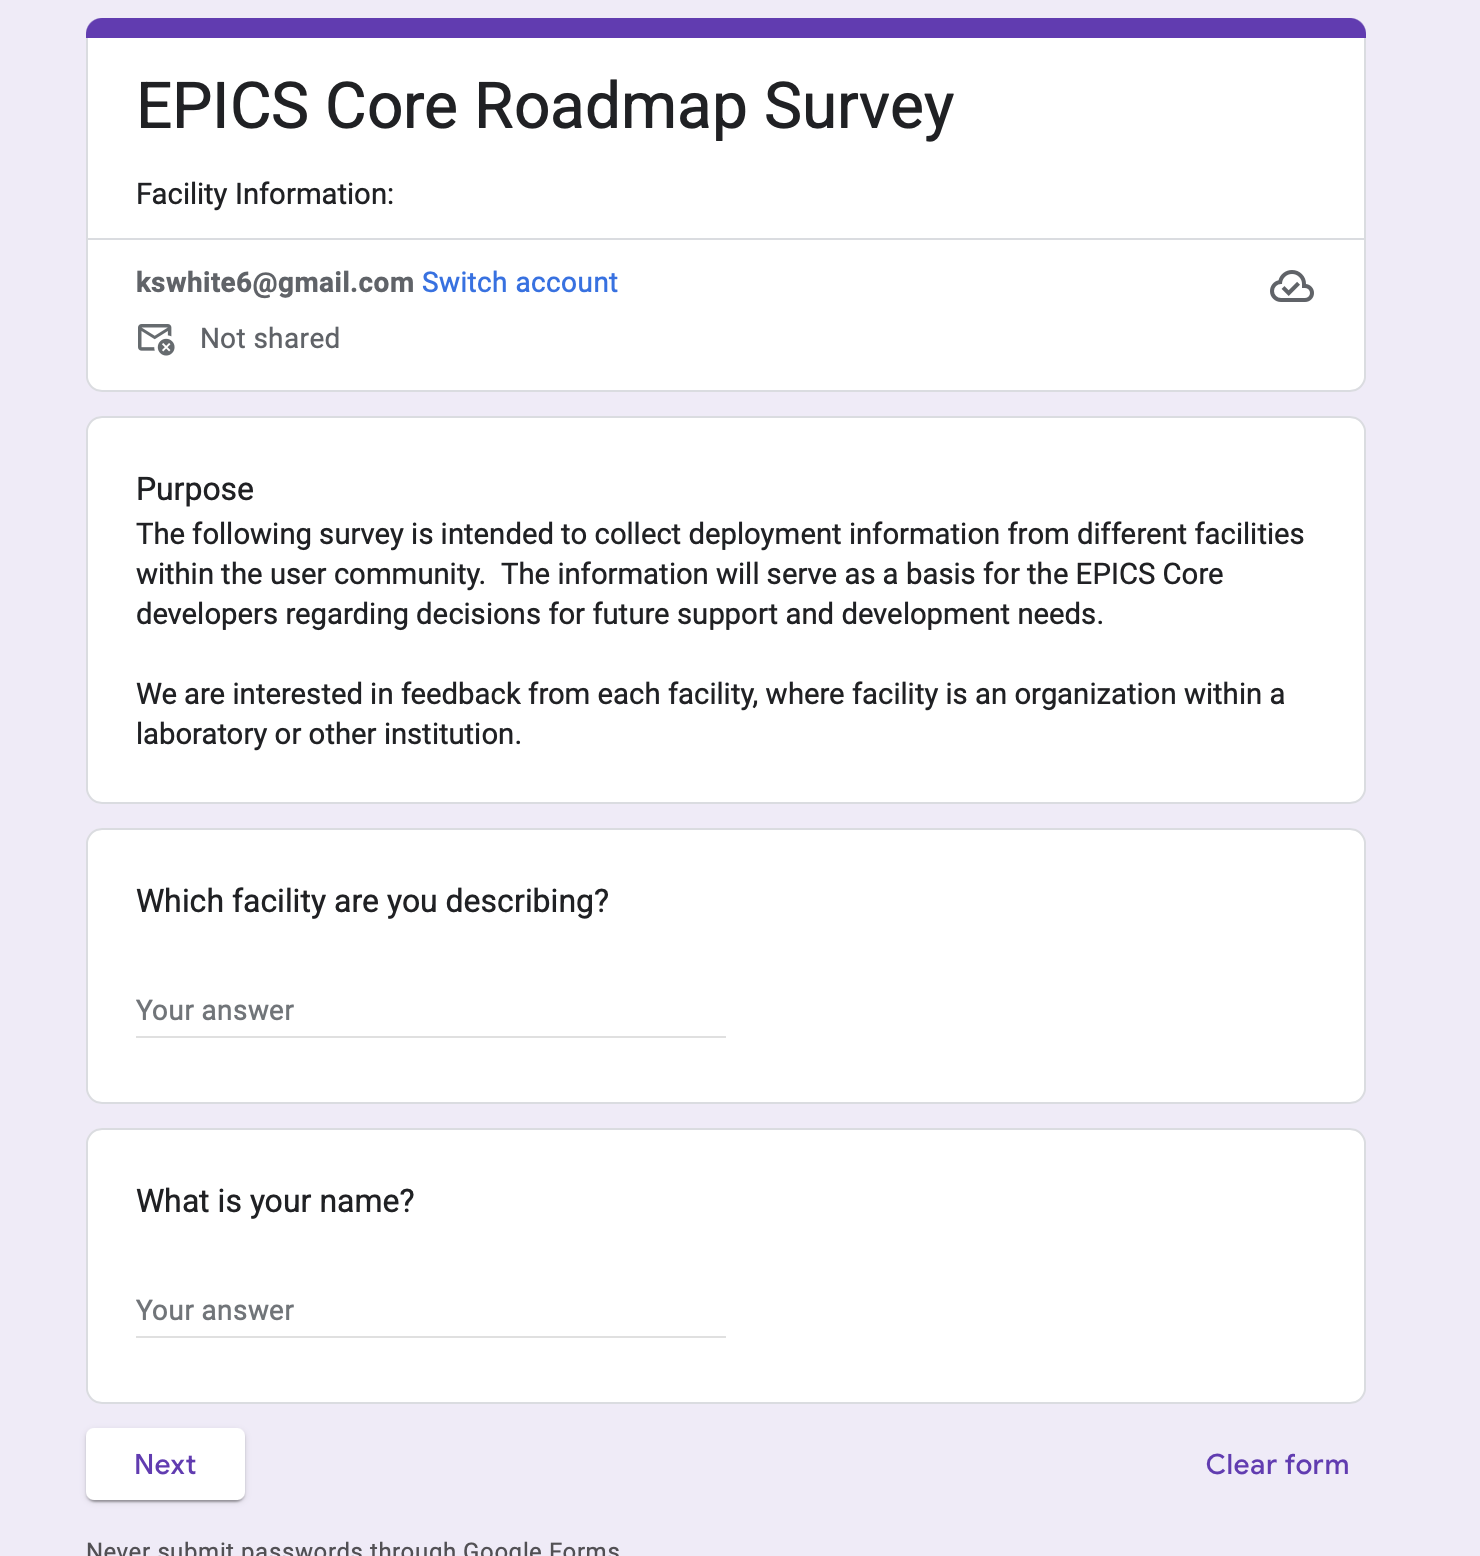 EPICS Core Roadmap Survey
Facility Information:
kswhite6@gmail.com Switch account
Not shared
Purpose
The following survey is intended to collect deployment information from different facilities
within the user community.  The information will serve as a basis for the EPICS Core
developers regarding decisions for future support and development needs.
We are interested in feedback from each facility, where facility is an organization within a
laboratory or other institution.
Which facility are you describing?
Your answer
What is your name?
Your answer
Next Clear form
Never submit passwords through Google Forms.